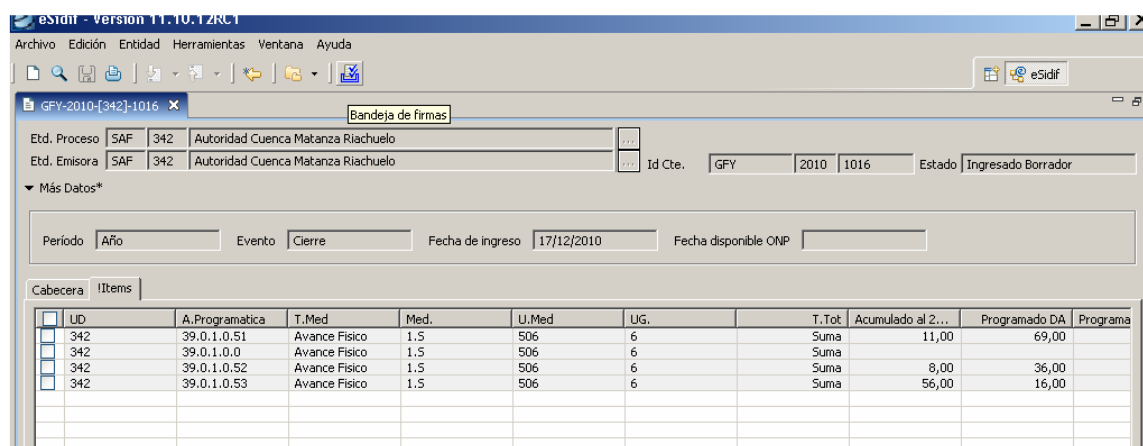 eSidif - Versión 11.10.12RC1
Archivo Edición Entidad Herramientas Ventana Ayuda
eSidif
GFY-2010-[342]-1016
Bandeja de firmas
Etd. Proceso SAF 342 Autoridad Cuenca Matanza Riachuelo ...
Etd. Emisora SAF 342 Autoridad Cuenca Matanza Riachuelo ... Id Cte. GFY 2010 1016 Estado Ingresado Borrador
Más Datos*
Período Año Evento Cierre Fecha de ingreso 17/12/2010 Fecha disponible ONP
Cabecera !Items
UD A.Programatica T.Med Med. U.Med UG. T.Tot Acumulado al 2... Programado DA Programa
342 39.0.1.0.51 Avance Fisico 1.5 506 6 Suma 11,00 69,00
342 39.0.1.0.0 Avance Fisico 1.5 506 6 Suma
342 39.0.1.0.52 Avance Fisico 1.5 506 6 Suma 8,00 36,00
342 39.0.1.0.53 Avance Fisico 1.5 506 6 Suma 56,00 16,00